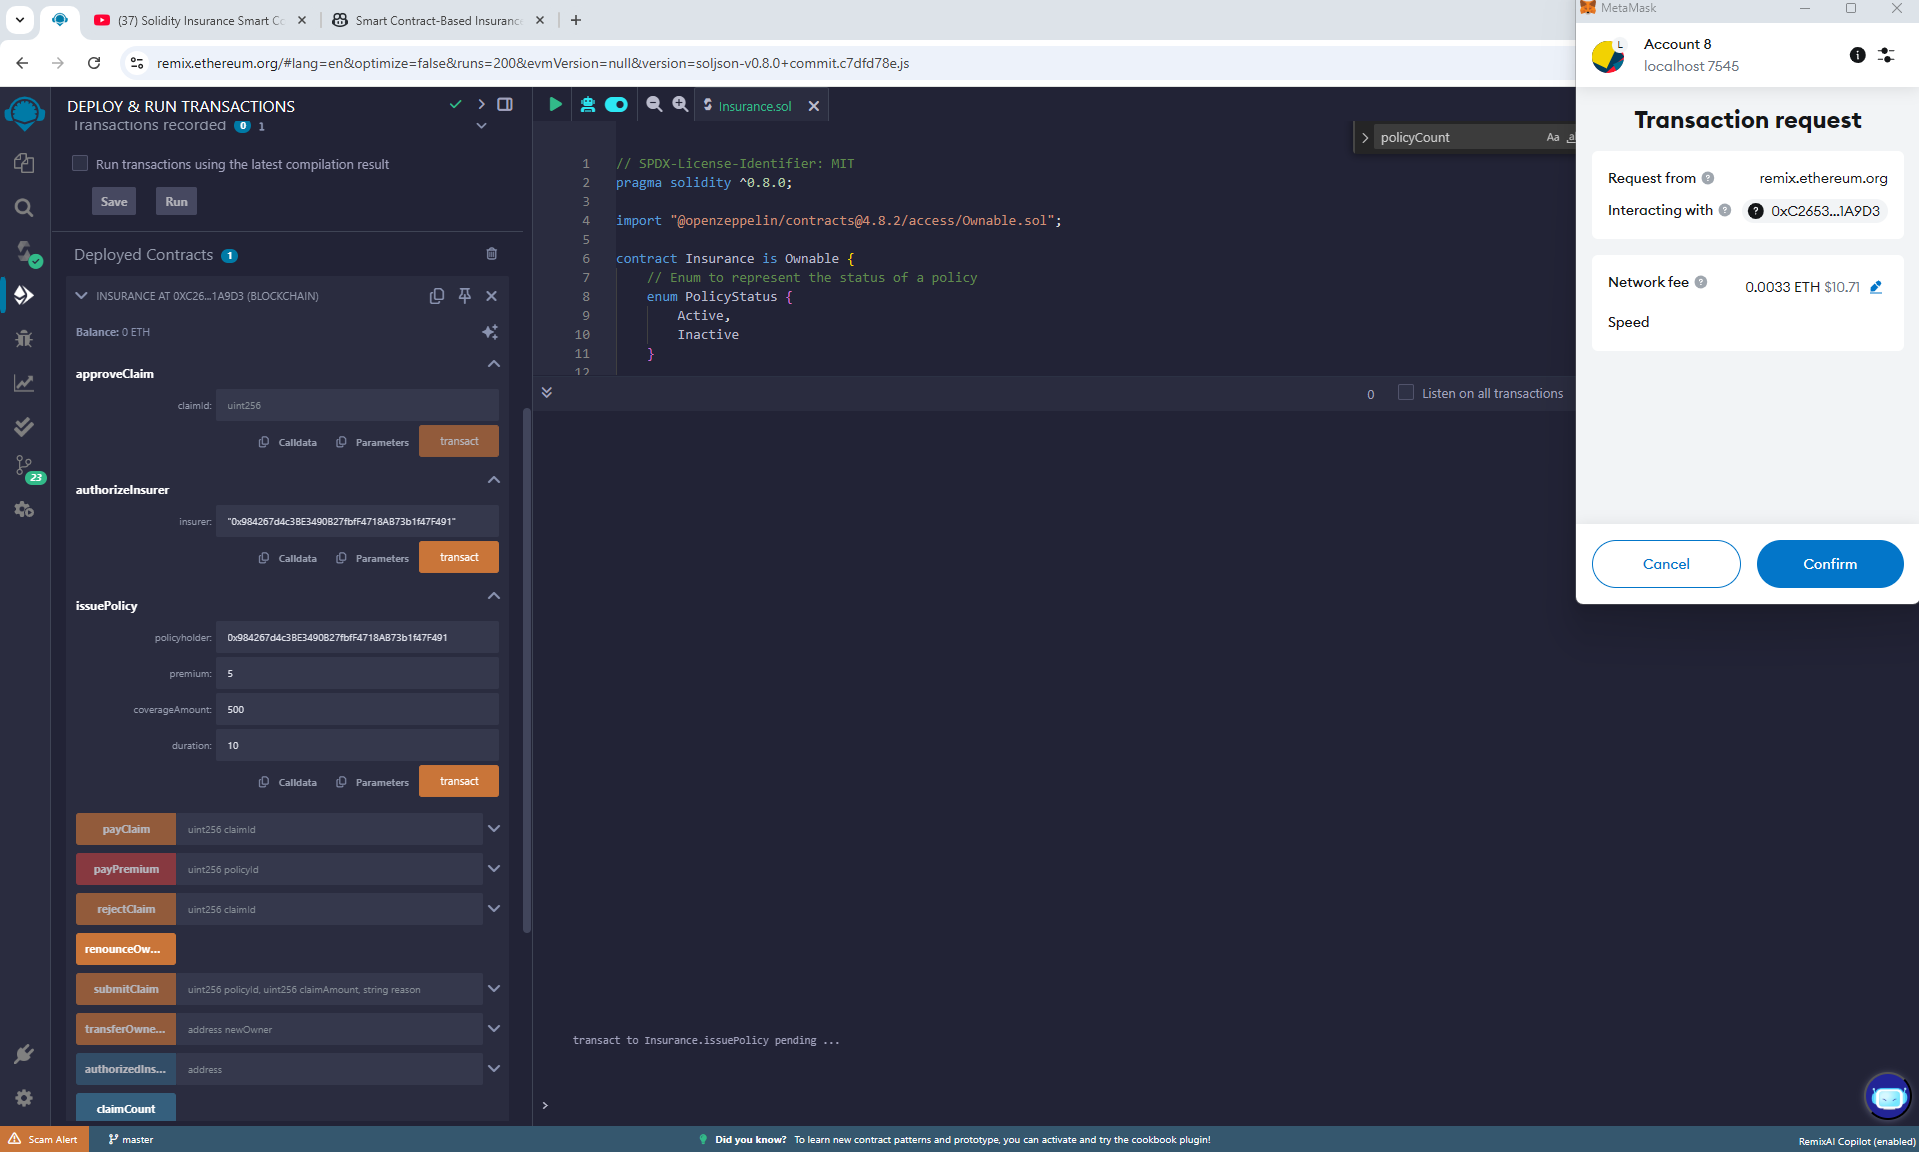 (37) Solidity Insurance Smart Co
Smart Contract-Based Insurance
remix.ethereum.org/#lang=en&optimize=false&runs=200&evmVersion=null&version=soljson-v0.8.0+commit.c7dfd78e.js
DEPLOY & RUN TRANSACTIONS
Transactions recorded 0 1
Run transactions using the latest compilation result
Save
Run
Deployed Contracts 1
INSURANCE AT 0XC26...1A9D3 (BLOCKCHAIN)
Balance: 0 ETH
approveClaim
claimId: uint256
Calldata Parameters transact
authorizeInsurer
insurer: "0x984267d4c3BE3490B27fbfF4718AB73b1f47F491"
Calldata Parameters transact
issuePolicy
policyholder: 0x984267d4c3BE3490B27fbfF4718AB73b1f47F491
premium: 5
coverageAmount: 500
duration: 10
Calldata Parameters transact
payClaim uint256 claimId
payPremium uint256 policyId
rejectClaim uint256 claimId
renounceOw...
submitClaim uint256 policyId, uint256 claimAmount, string reason
transferOwne... address newOwner
authorizedIns... address
claimCount
23
Insurance.sol
policyCount
Aa
1 // SPDX-License-Identifier: MIT
2 pragma solidity ^0.8.0;
3
4 import "@openzeppelin/contracts@4.8.2/access/Ownable.sol";
5
6 contract Insurance is Ownable {
7 // Enum to represent the status of a policy
8 enum PolicyStatus {
9 Active,
10 Inactive
11 }
12
0
Listen on all transactions
transact to Insurance.issuePolicy pending ...
>
MetaMask
L
Account 8
localhost 7545
Transaction request
Request from remix.ethereum.org
Interacting with 0xC2653...1A9D3
Network fee 0.0033 ETH $10.71
Speed
Cancel
Confirm
Scam Alert
master
Did you know? To learn new contract patterns and prototype, you can activate and try the cookbook plugin!
RemixAI Copilot (enabled)